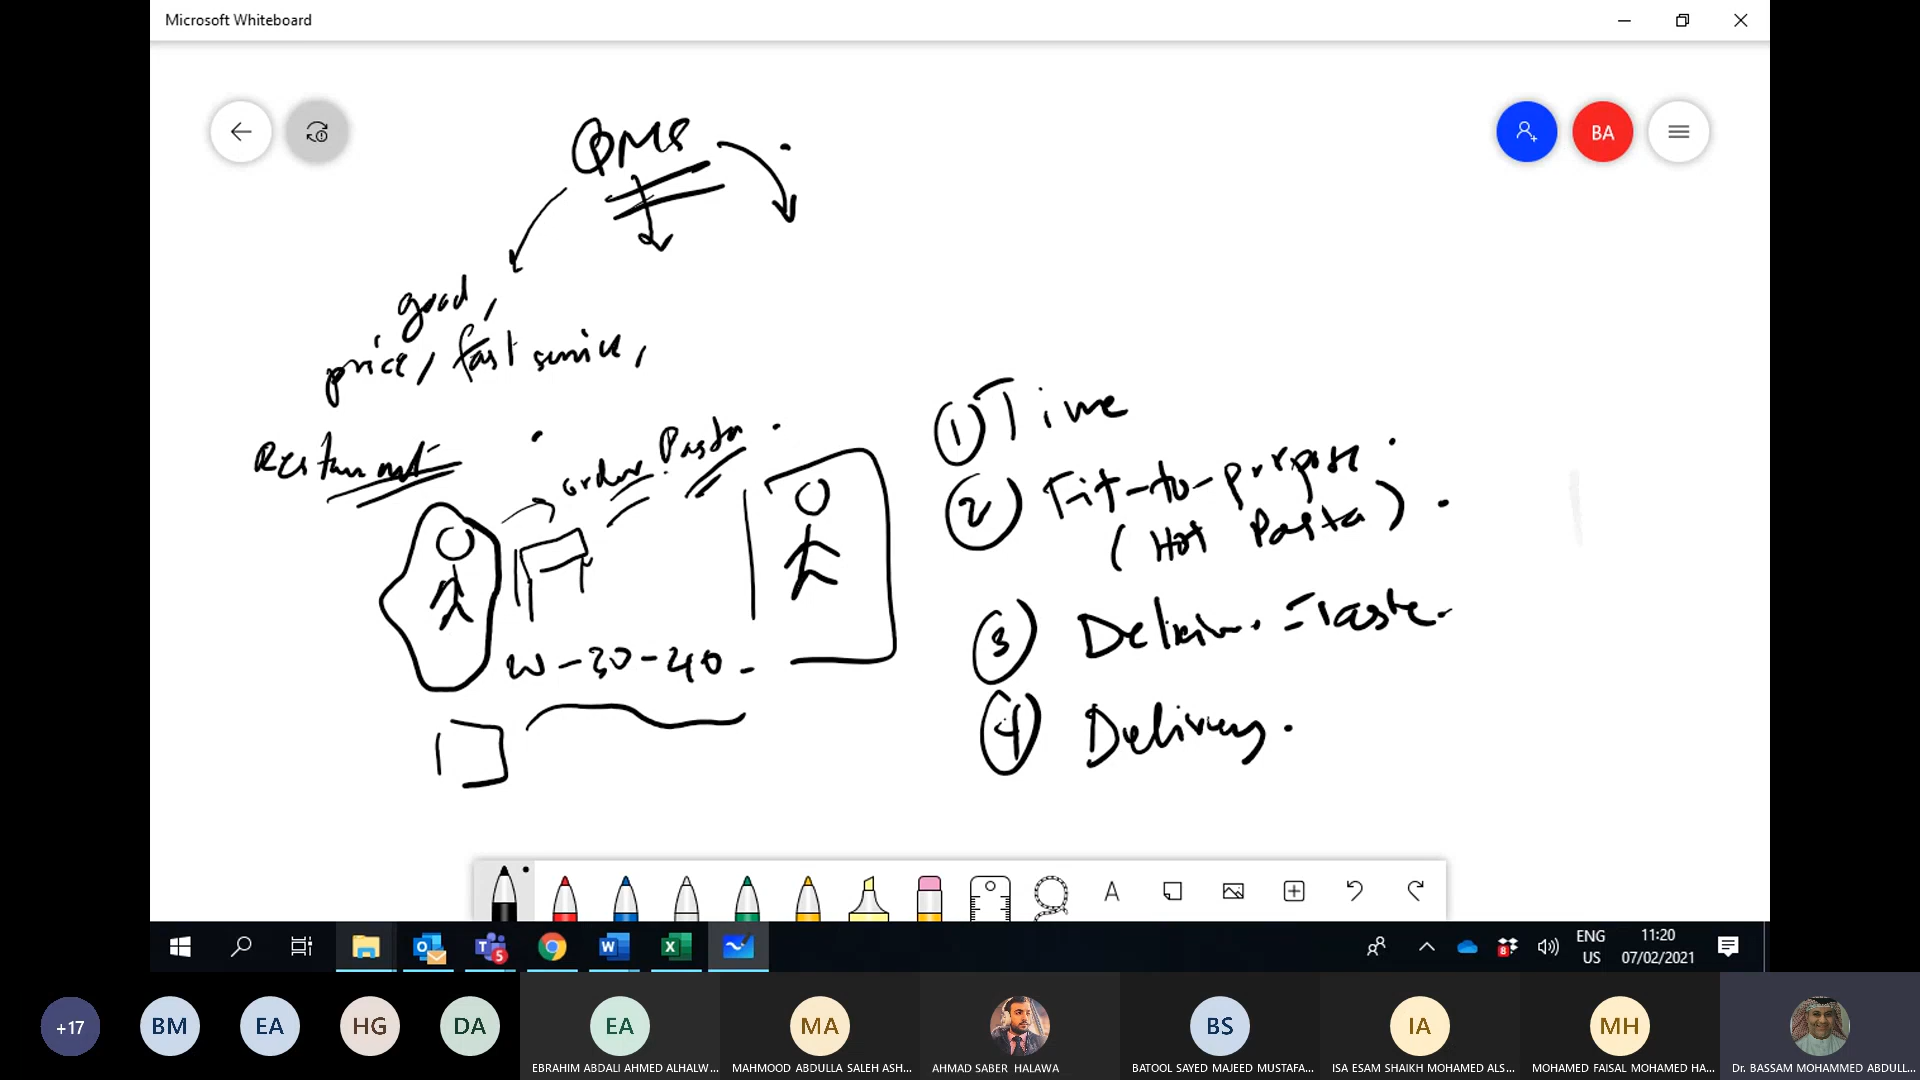 Microsoft Whiteboard
BA
QMS
good,
price, fast service,
Restaurant
order Pasta.
① Time
② Fit-to-purpose.
(Hot Pasta).
③ Taste.
④ Delivery.
-30-40-
A
5
8
ENG
US
11:20
07/02/2021
+17
BM
EA
HG
DA
EA
MA
BS
IA
MH
EBRAHIM ABDALI AHMED ALHALW...
MAHMOOD ABDULLA SALEH ASH...
AHMAD SABER HALAWA
BATOOL SAYED MAJEED MUSTAFA...
ISA ESAM SHAIKH MOHAMED ALS...
MOHAMED FAISAL MOHAMED HA...
Dr. BASSAM MOHAMMED ABDULL...